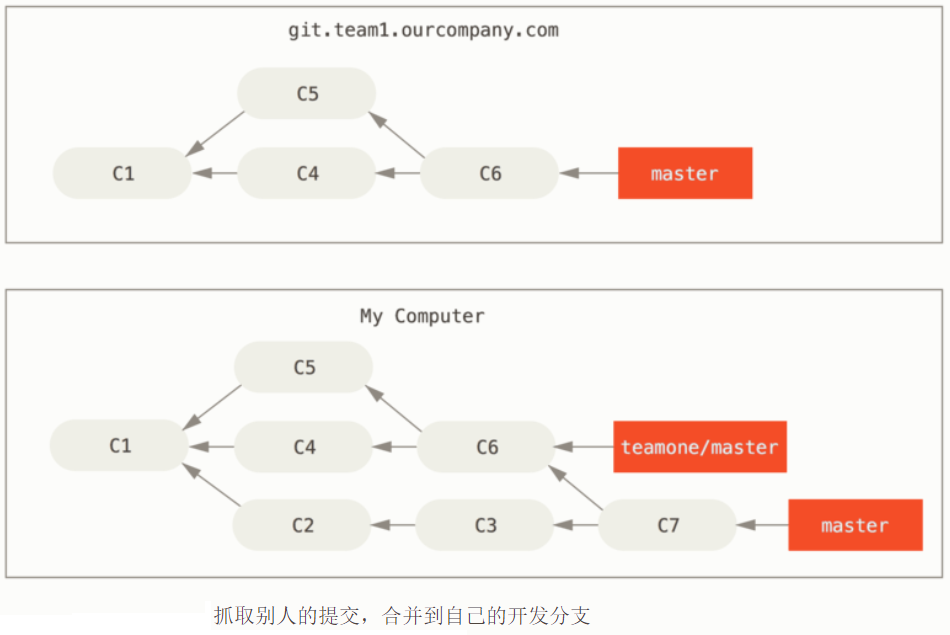 git.team1.ourcompany.com
C5
C1
C4
C6
master
My Computer
C5
C1
C4
C6
teamone/master
C2
C3
C7
master
抓取别人的提交，合并到自己的开发分支